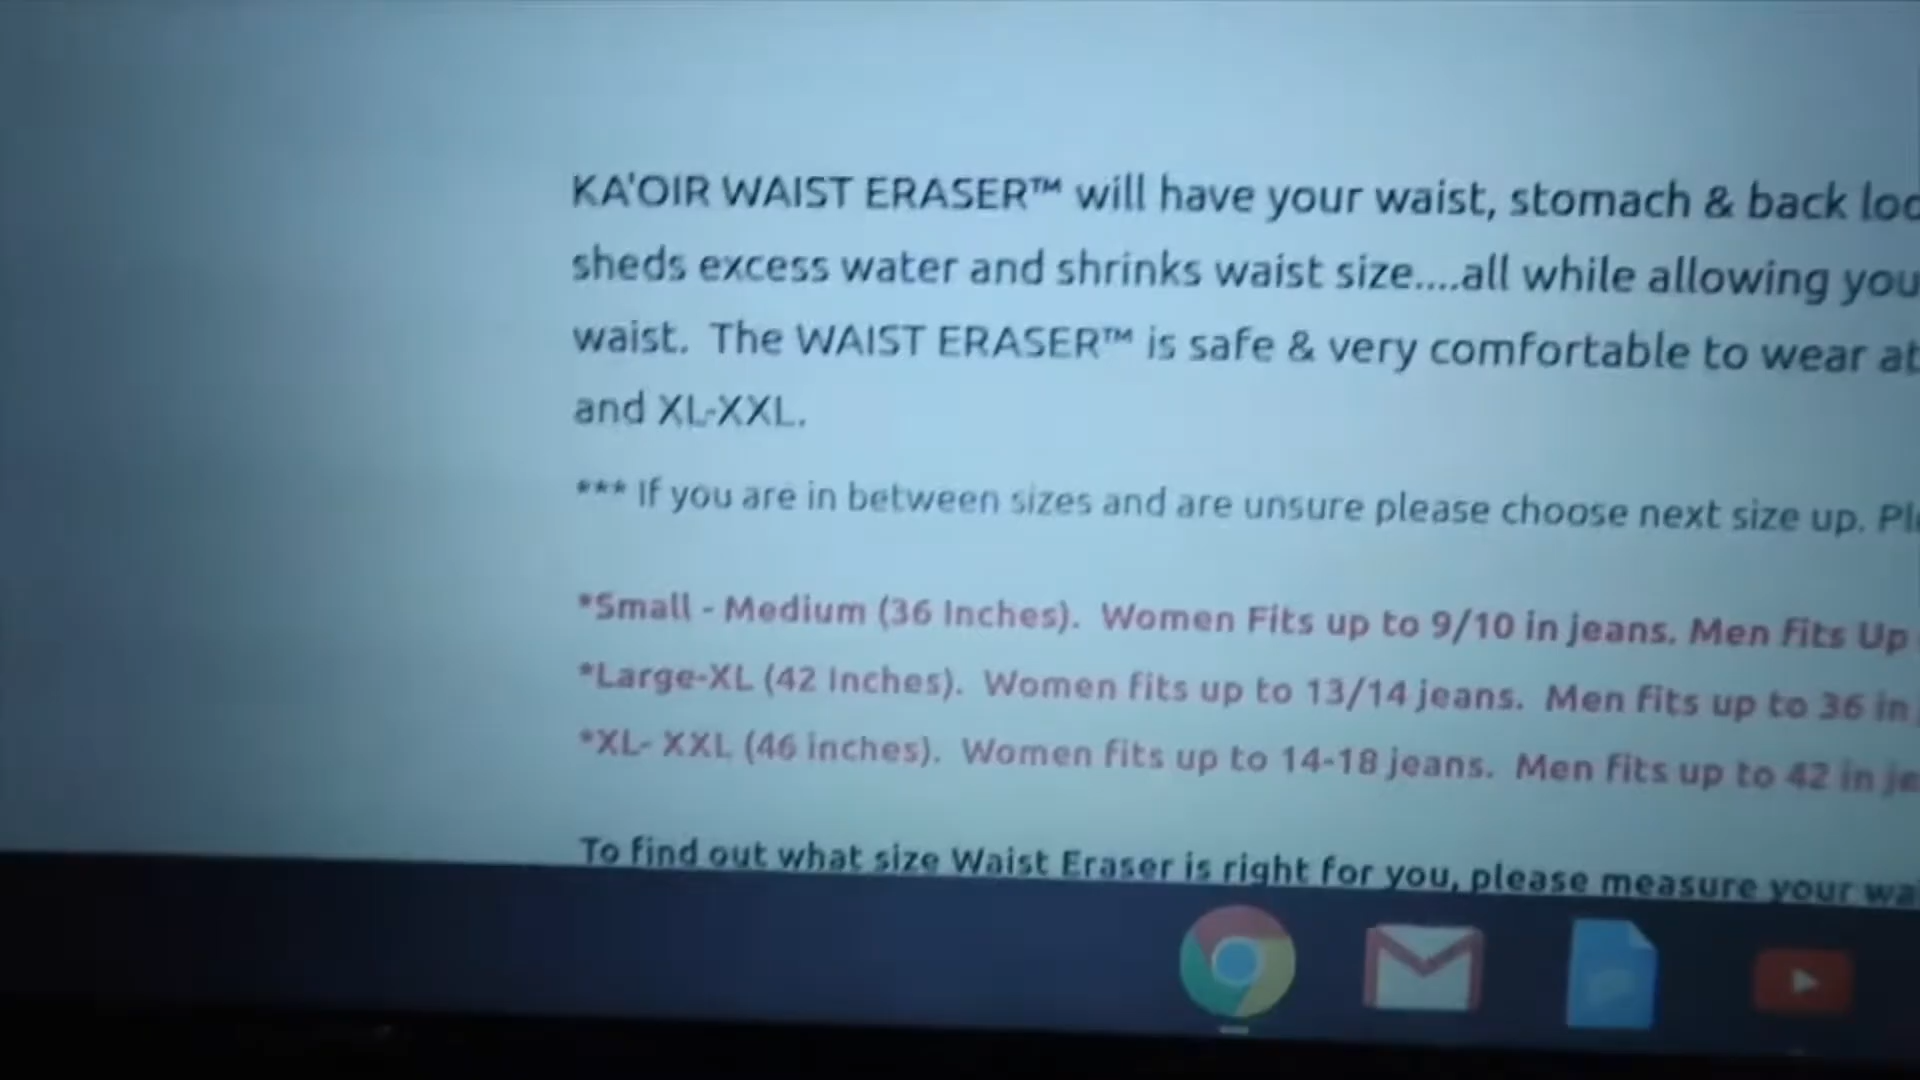 KA'OIR WAIST ERASER™ will have your waist, stomach & back
sheds excess water and shrinks waist size....all while allowing you
waist. The WAIST ERASER™ is safe & very comfortable to wear at
and XL-XXL.
*** If you are in between sizes and are unsure please choose next size up.
*Small - Medium (36 Inches). Women Fits up to 9/10 in jeans. Men Fits Up
*Large-XL (42 Inches). Women fits up to 13/14 jeans. Men fits up to 36 in
*XL- XXL (46 inches). Women fits up to 14-18 jeans. Men fits up to 42 in
To find out what size Waist Eraser is right for you, please measure your